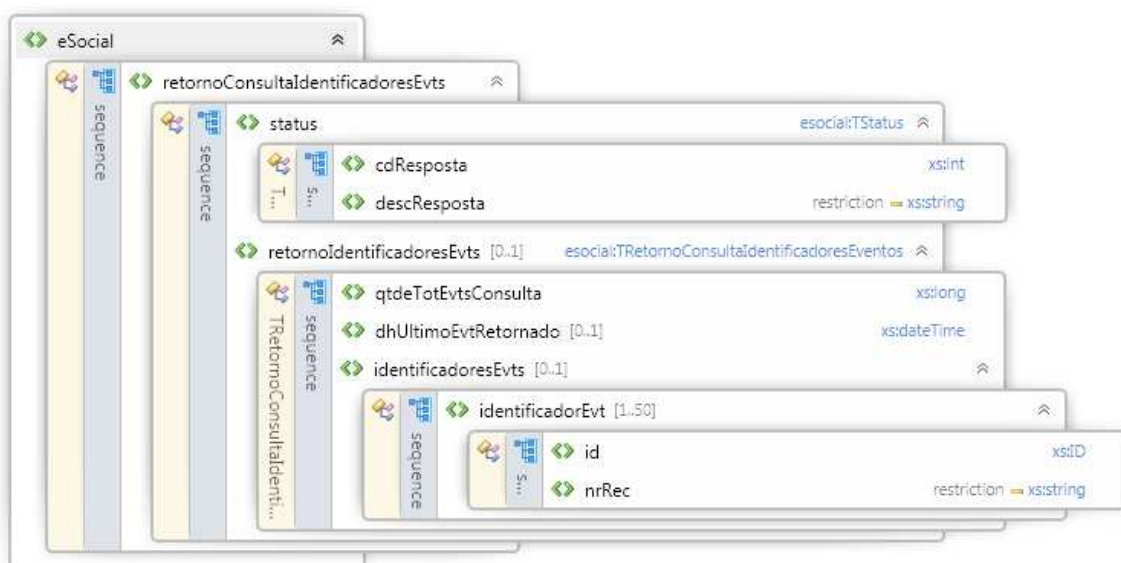 eSocial
retornoConsultaIdentificadoresEvts
sequence
status esocial:TStatus
sequence
cdResposta xs:int
T... s...
descResposta restriction xs:string
retornoIdentificadoresEvts [0..1] esocial:TRetornoConsultaIdentificadoresEventos
qtdeTotEvtsConsulta xs:long
TRetornoConsultaIdenti... sequence
dhUltimoEvtRetornado [0..1] xs:dateTime
identificadoresEvts [0..1]
identificadorEvt [1..50]
sequence
id xs:ID
s...
nrRec restriction xs:string